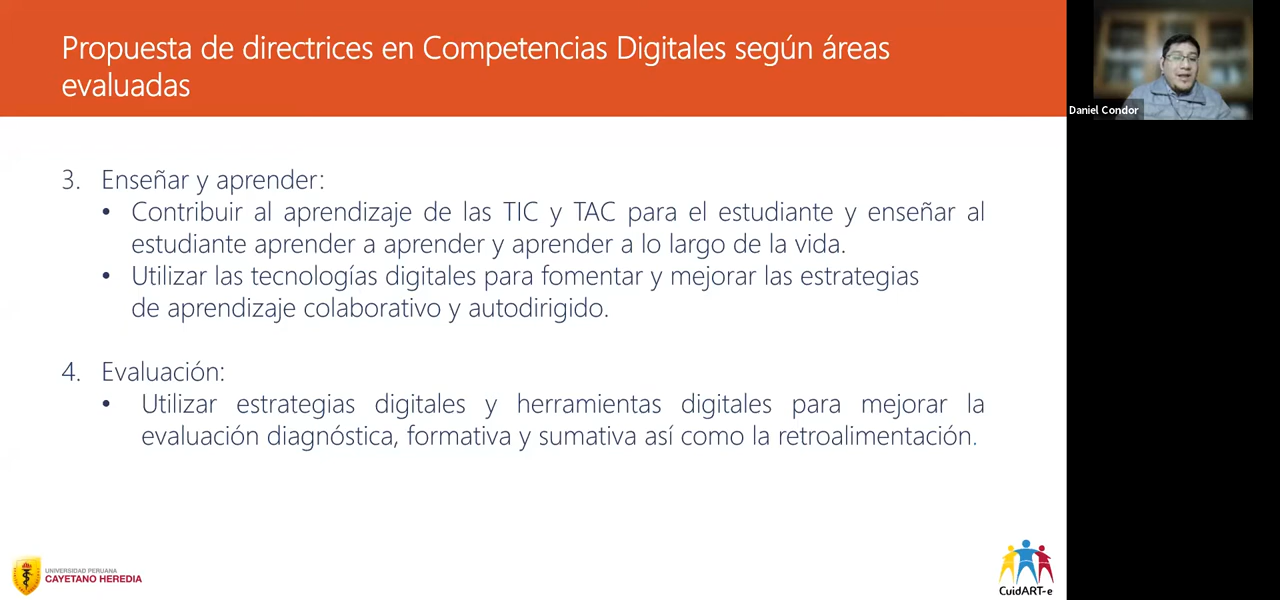 Propuesta de directrices en Competencias Digitales según áreas
evaluadas
Daniel Condor
3. Enseñar y aprender:
• Contribuir al aprendizaje de las TIC y TAC para el estudiante y enseñar al
estudiante aprender a aprender y aprender a lo largo de la vida.
• Utilizar las tecnologías digitales para fomentar y mejorar las estrategias
de aprendizaje colaborativo y autodirigido.
4. Evaluación:
• Utilizar estrategias digitales y herramientas digitales para mejorar la
evaluación diagnóstica, formativa y sumativa así como la retroalimentación.
UNIVERSIDAD PERUANA
CAYETANO HEREDIA
CuidART-e